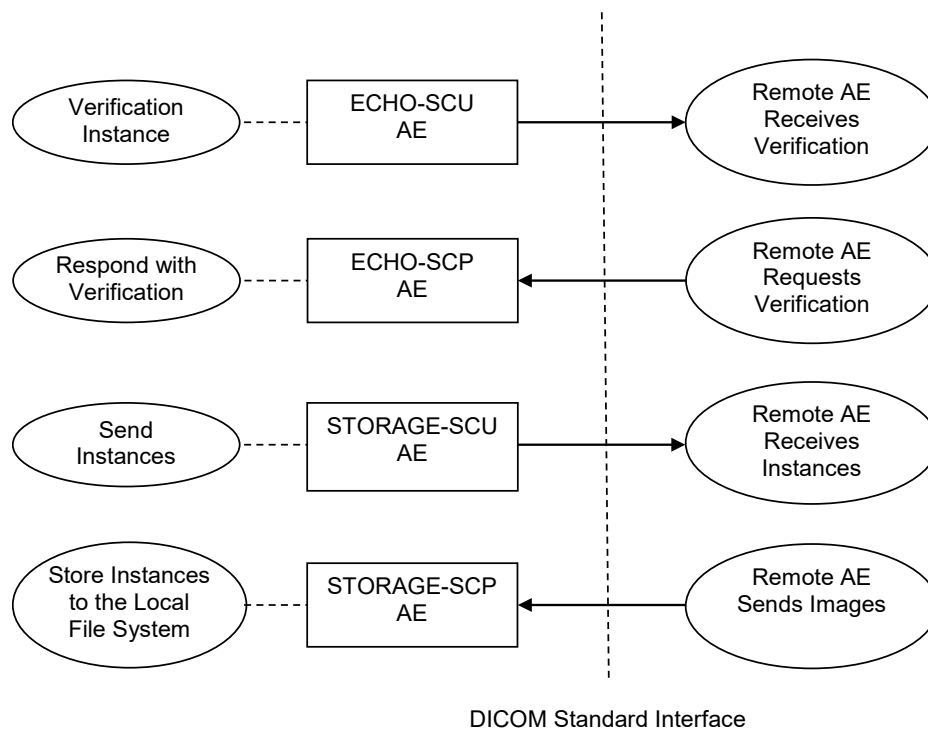 Verification
Instance
ECHO-SCU
AE
Remote AE
Receives
Verification
Respond with
Verification
ECHO-SCP
AE
Remote AE
Requests
Verification
Send
Instances
STORAGE-SCU
AE
Remote AE
Receives
Instances
Store Instances
to the Local
File System
STORAGE-SCP
AE
Remote AE
Sends Images
DICOM Standard Interface